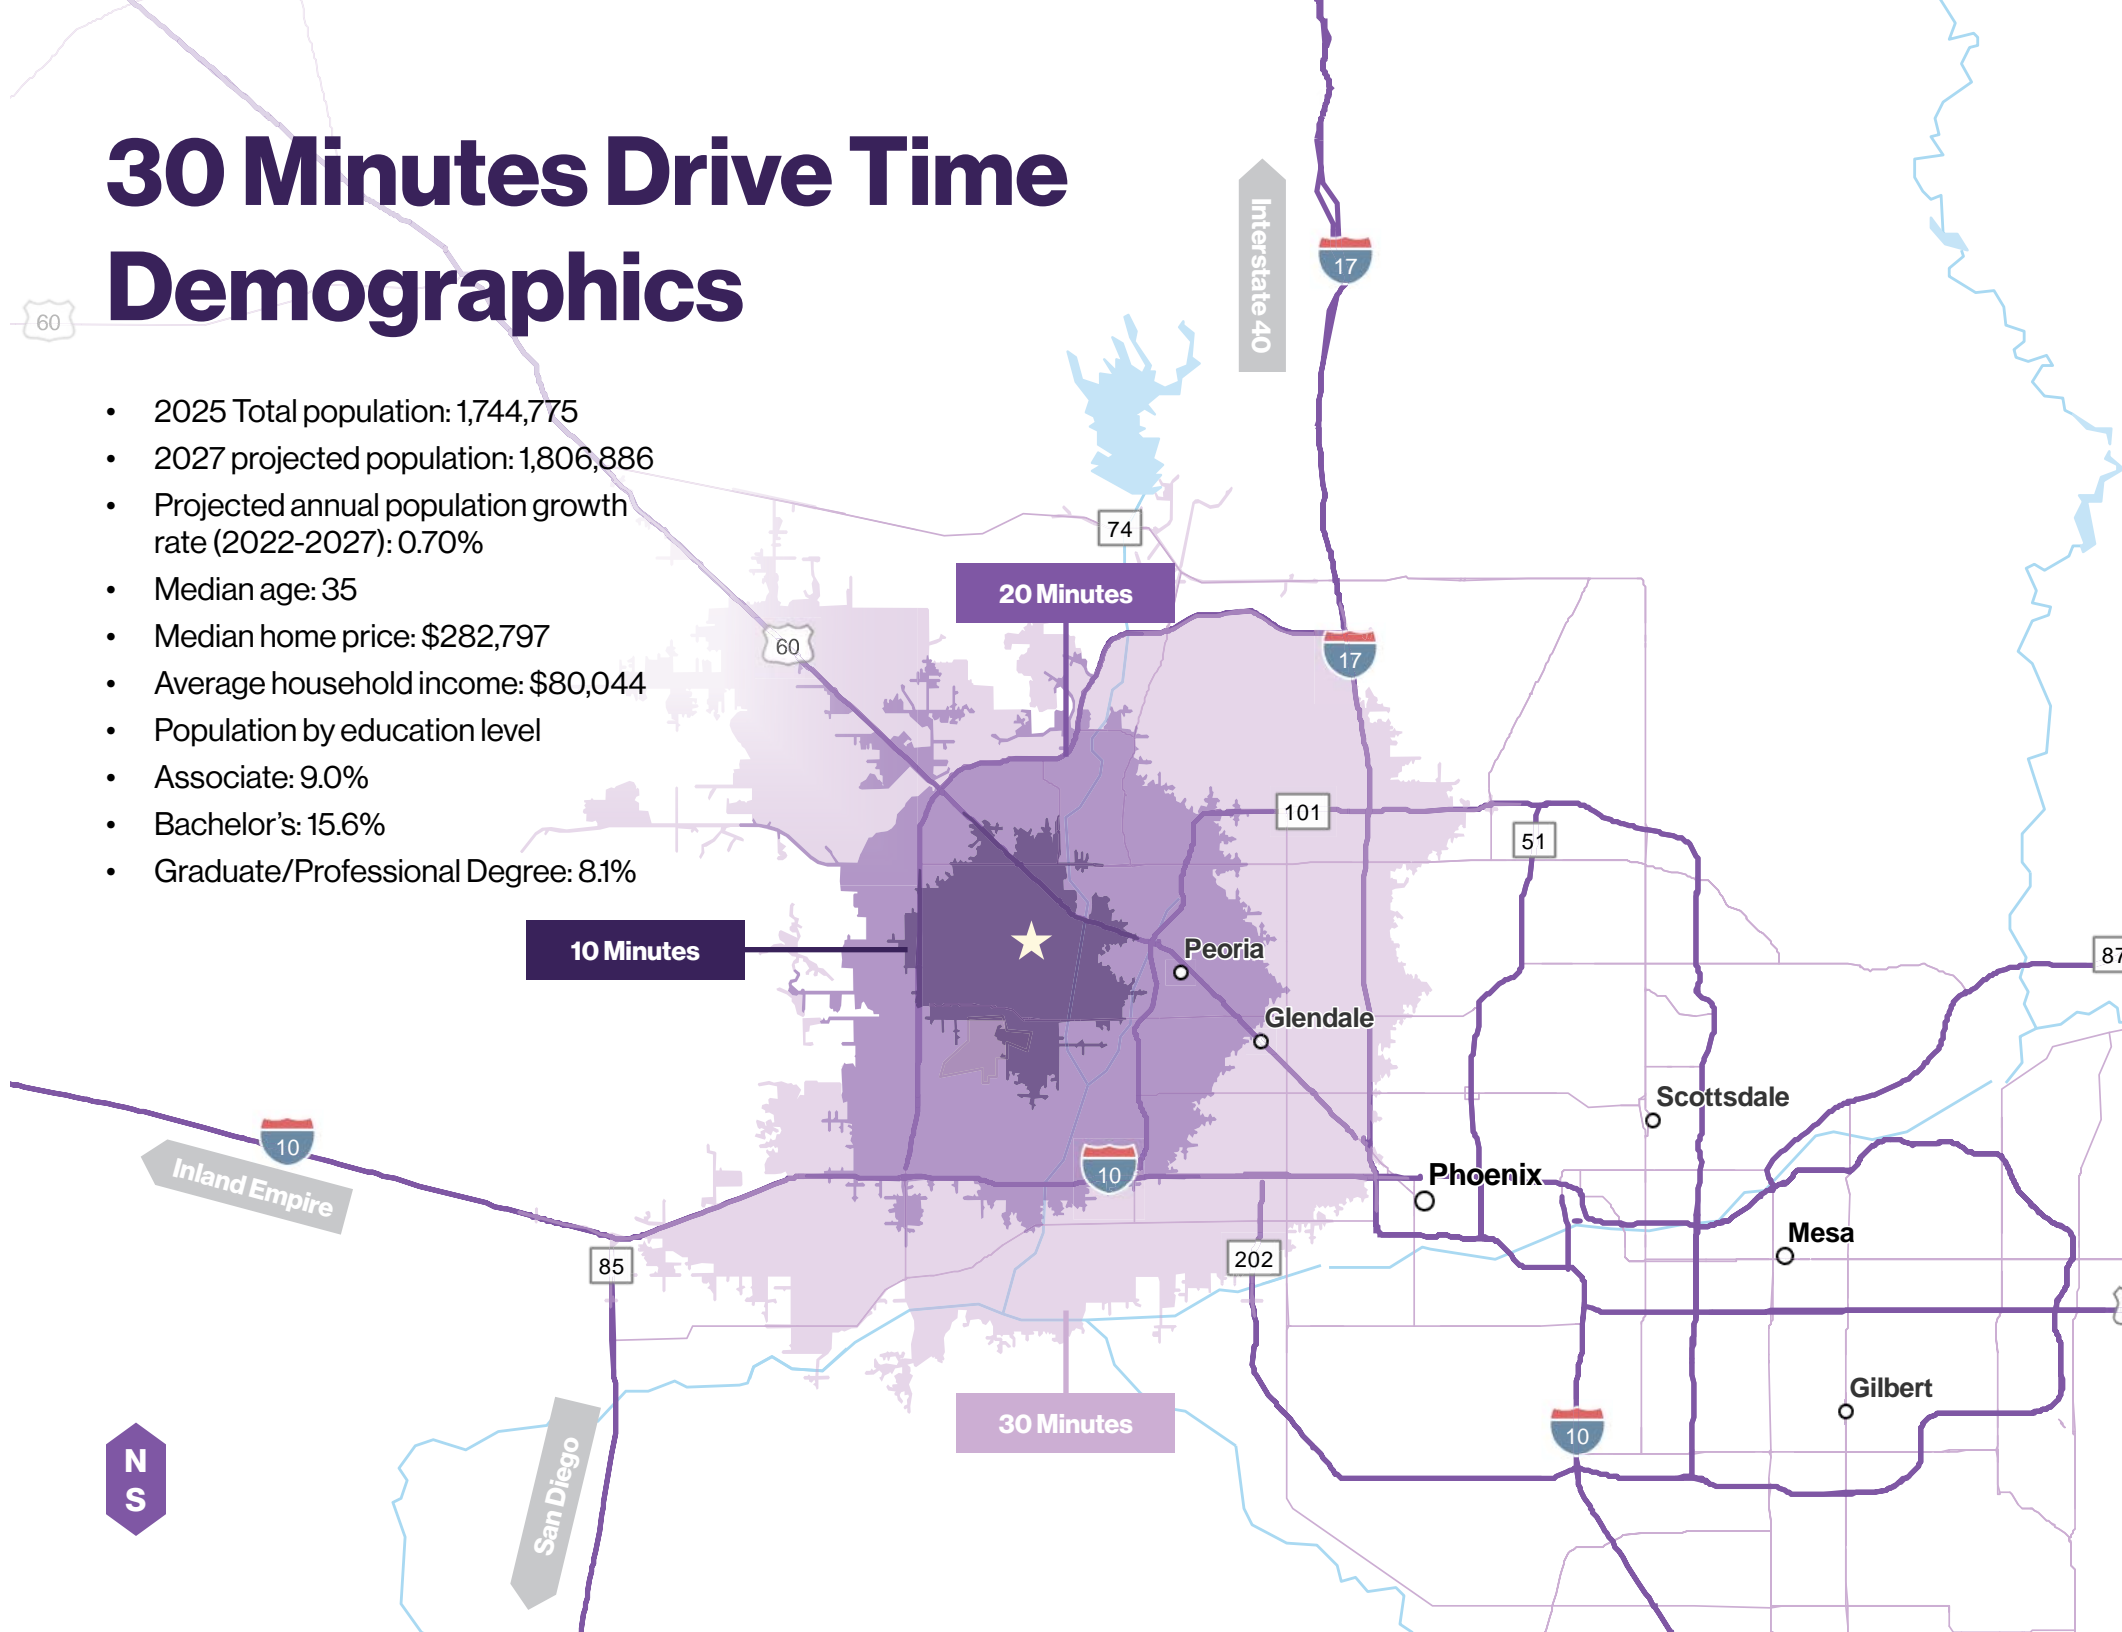 30 Minutes Drive Time
Demographics
• 2025 Total population: 1,744,775
• 2027 projected population: 1,806,886
• Projected annual population growth
rate (2022-2027): 0.70%
• Median age: 35
• Median home price: $282,797
• Average household income: $80,044
• Population by education level
• Associate: 9.0%
• Bachelor’s: 15.6%
• Graduate/Professional Degree: 8.1%
60
Interstate 40
17
74
20 Minutes
60
17
101
51
10 Minutes
Peoria
87
Glendale
Scottsdale
10
Inland Empire
10
Phoenix
Mesa
85
202
Gilbert
30 Minutes
10
N
S
San Diego